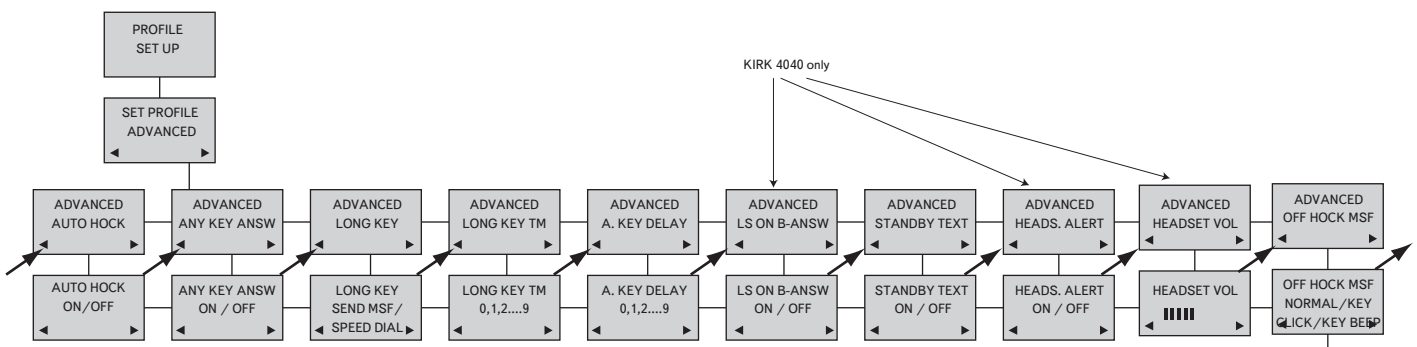 PROFILE
SET UP
KIRK 4040 only
SET PROFILE
ADVANCED
ADVANCED
AUTO HOCK
ADVANCED
ANY KEY ANSW
ADVANCED
LONG KEY
ADVANCED
LONG KEY TM
ADVANCED
A. KEY DELAY
ADVANCED
LS ON B-ANSW
ADVANCED
STANDBY TEXT
ADVANCED
HEADS. ALERT
ADVANCED
HEADSET VOL
ADVANCED
OFF HOCK MSF
AUTO HOCK
ON/OFF
ANY KEY ANSW
ON / OFF
LONG KEY
SEND MSF/
SPEED DIAL
LONG KEY TM
0,1,2....9
A. KEY DELAY
0,1,2....9
LS ON B-ANSW
ON / OFF
STANDBY TEXT
ON / OFF
HEADS. ALERT
ON / OFF
HEADSET VOL
OFF HOCK MSF
NORMAL/KEY
CLICK/KEY BEEP